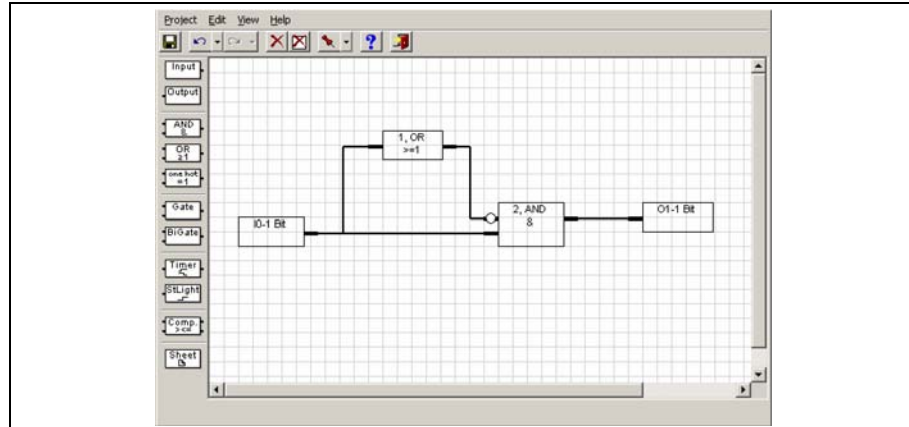 Project Edit View Help
Input
Output
AND
&
OR
≥1
one hot
=1
Gate
BiGate
Timer
StLight
Comp.
><=
Sheet
1, OR
>=1
I0-1 Bit
2, AND
&
O1-1 Bit